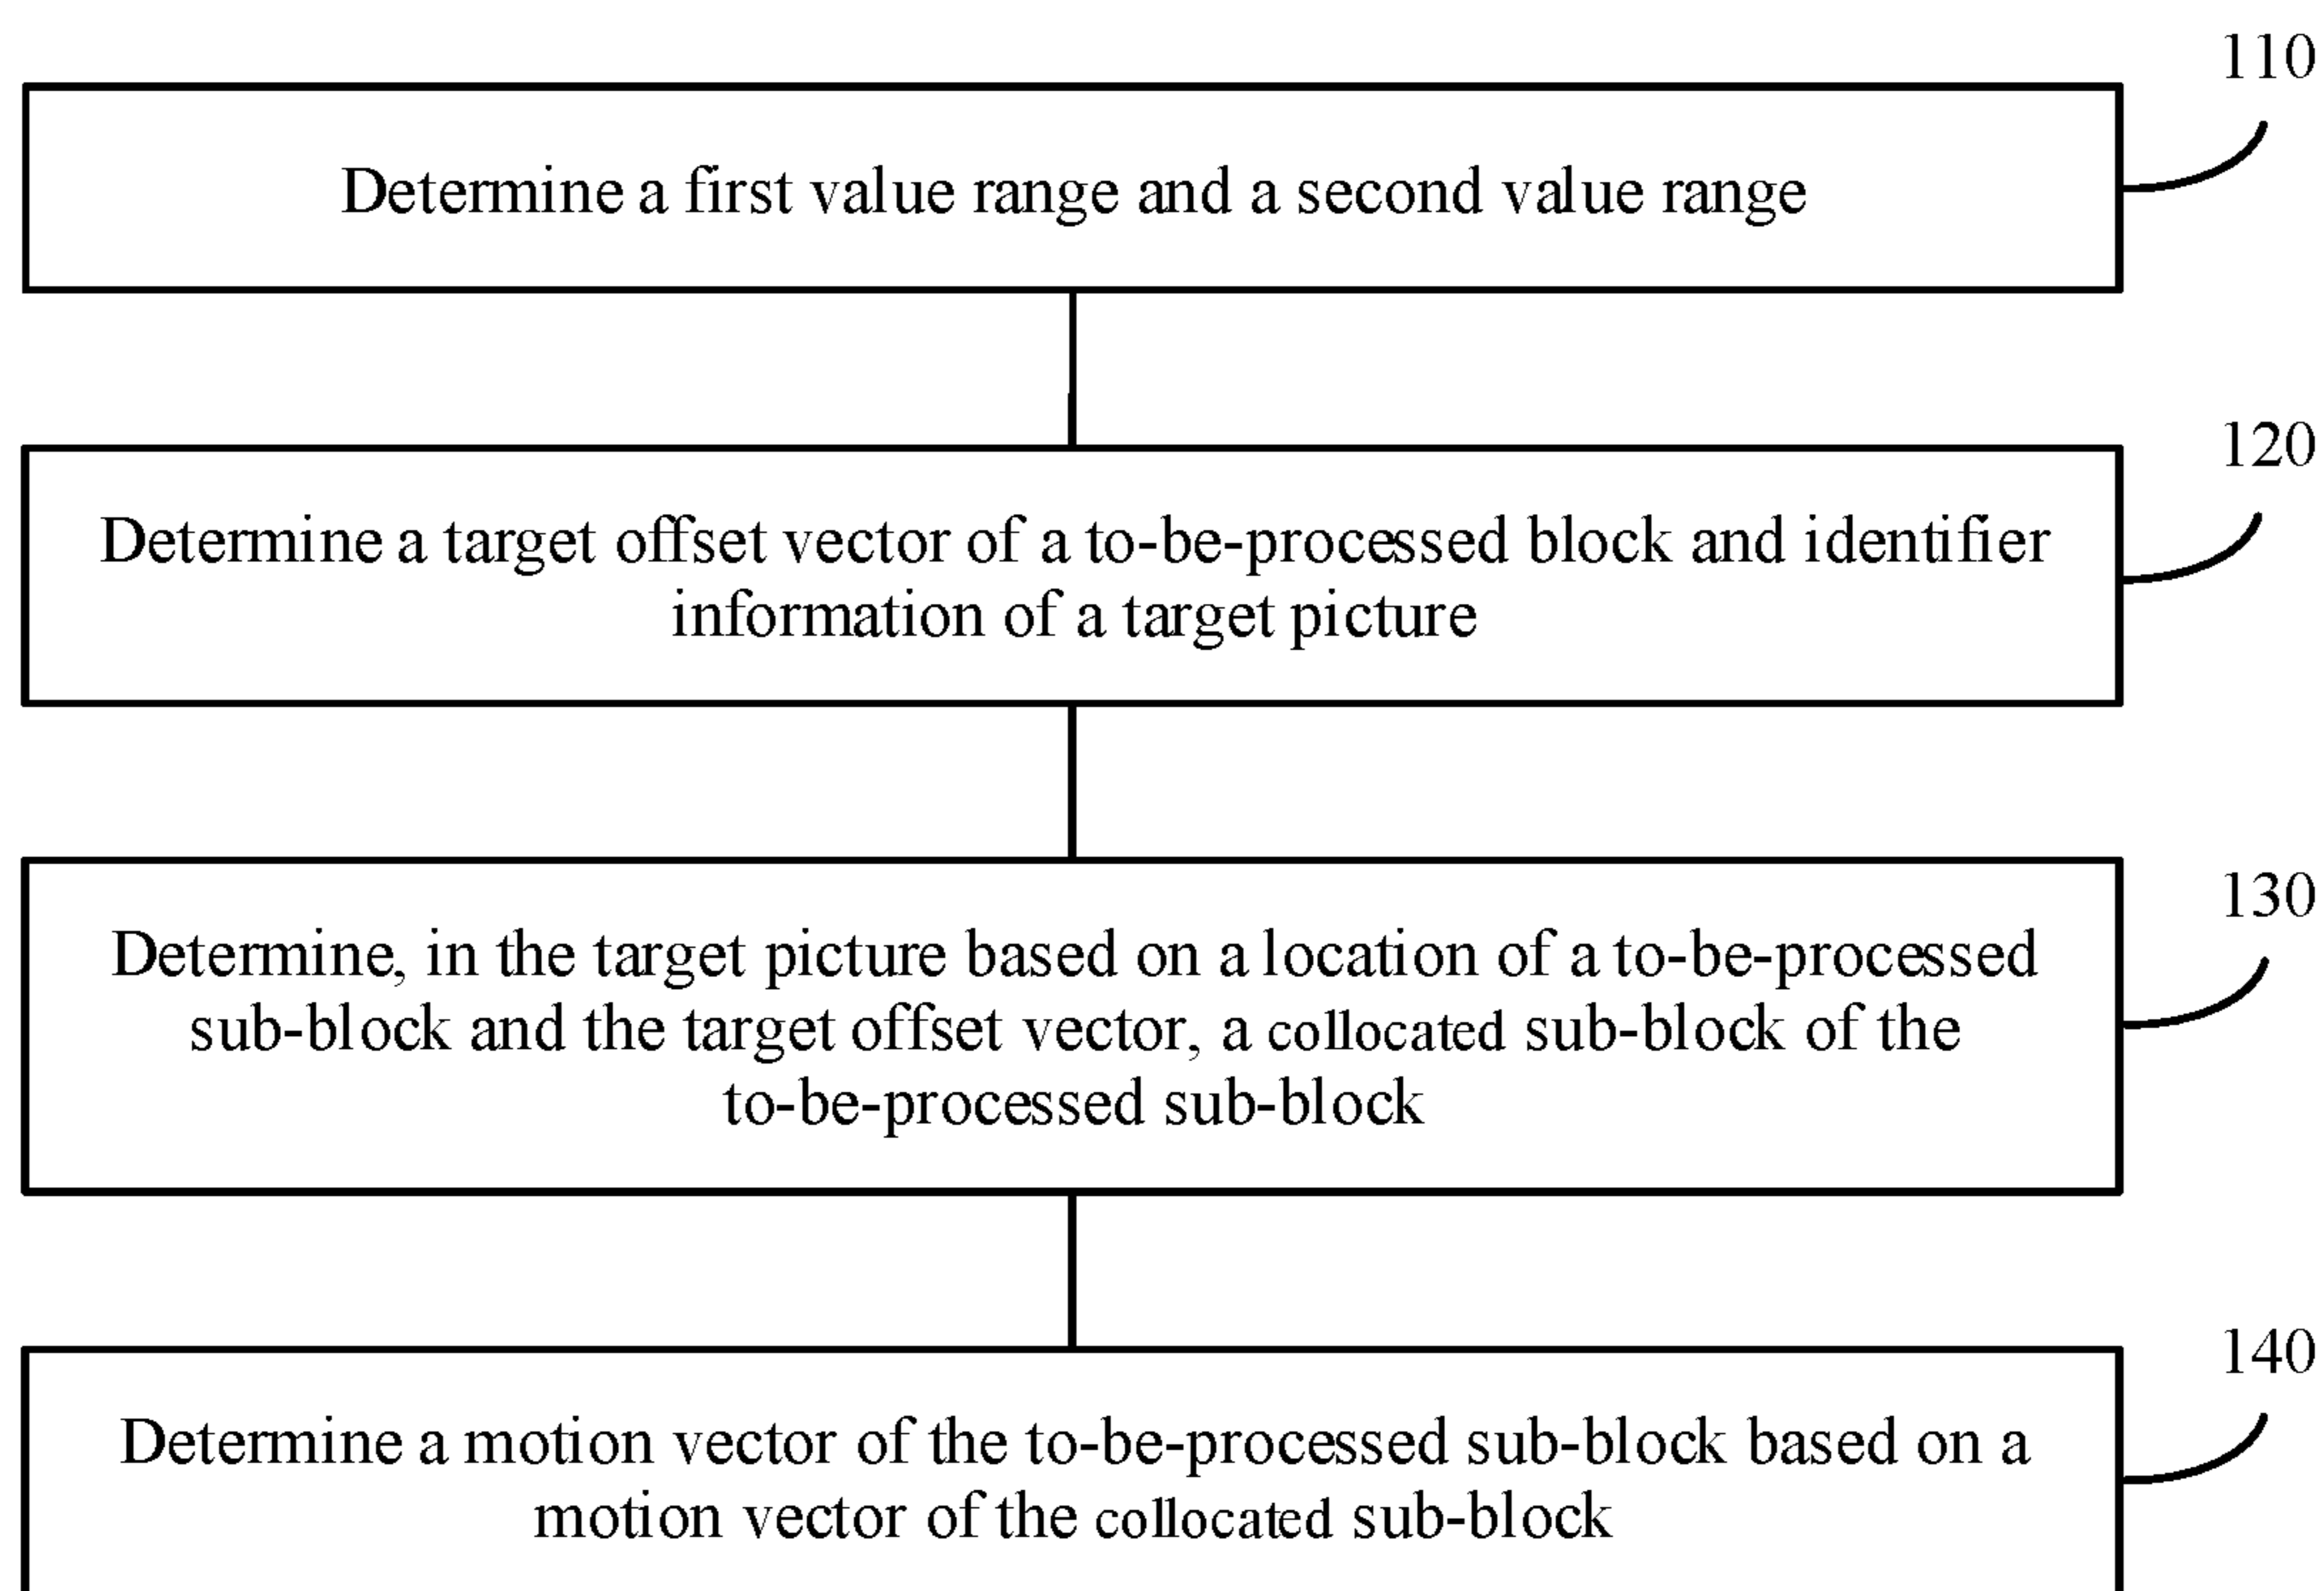 110
Determine a first value range and a second value range
120
Determine a target offset vector of a to-be-processed block and identifier
information of a target picture
130
Determine, in the target picture based on a location of a to-be-processed
sub-block and the target offset vector, a collocated sub-block of the
to-be-processed sub-block
140
Determine a motion vector of the to-be-processed sub-block based on a
motion vector of the collocated sub-block